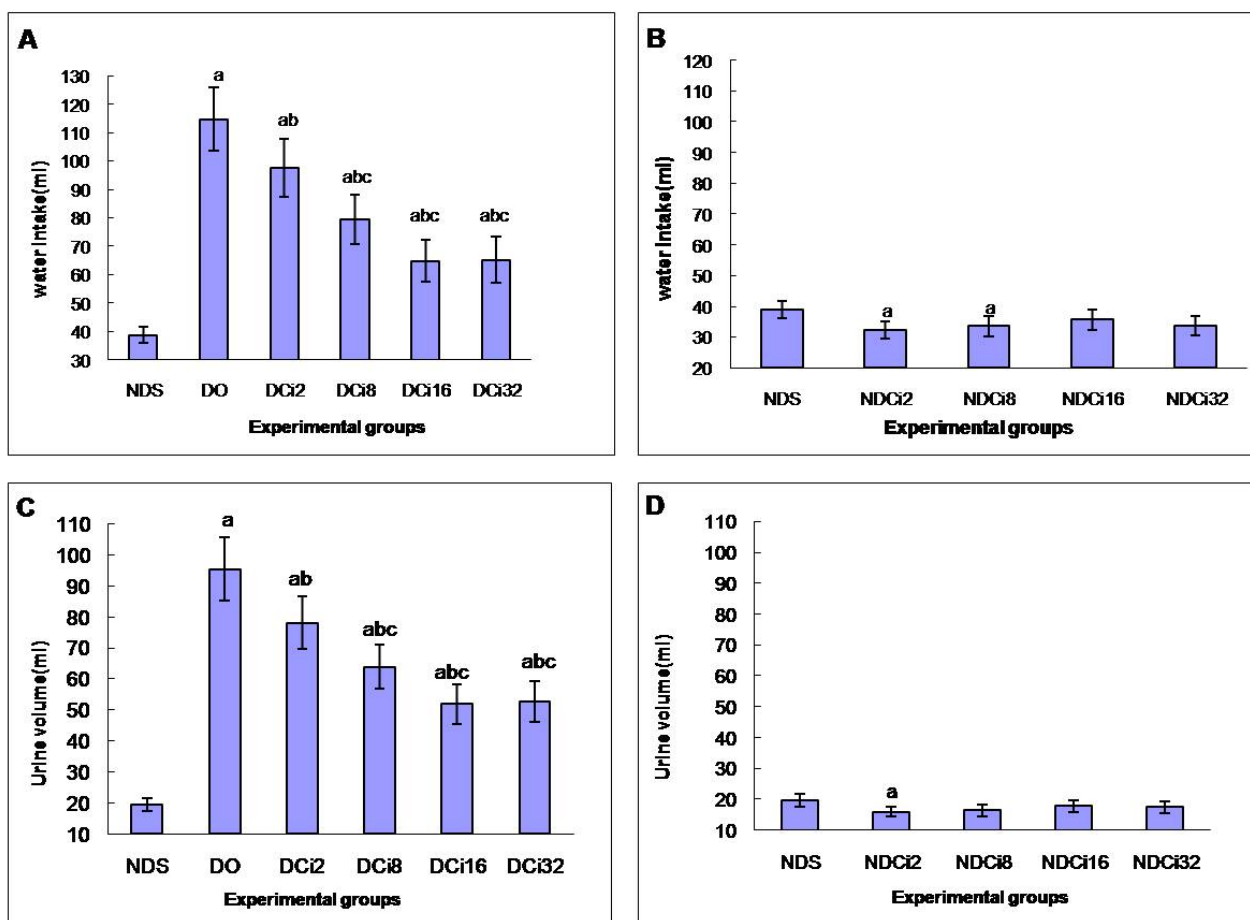 A
130
120
110
100
90
80
70
60
50
40
30
water intake(ml)
a
ab
abc
abc
abc
NDS DO DCi2 DCi8 DCi16 DCi32
Experimental groups
B
120
110
100
90
80
70
60
50
40
30
20
water intake(ml)
a a
NDS NDCi2 NDCi8 NDCi16 NDCi32
Experimental groups
C
110
100
90
80
70
60
50
40
30
20
10
Urine volume(ml)
a
ab
abc
abc
abc
NDS DO DCi2 DCi8 DCi16 DCi32
Experimental groups
D
110
100
90
80
70
60
50
40
30
20
10
Urine volume(ml)
a
NDS NDCi2 NDCi8 NDCi16 NDCi32
Experimental groups